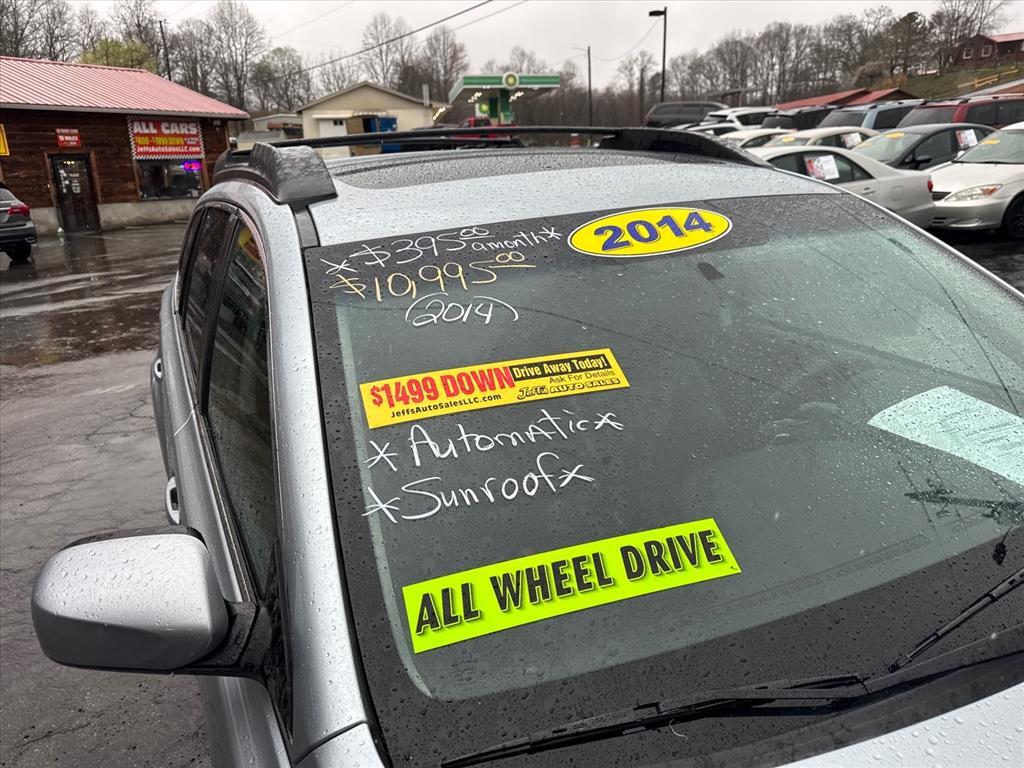 ALL CARS
2014
*$395.00 a month*
$10,995.00
(2014)
$1499 DOWN Drive Away Today!
Ask For Details
JeffsAutoSalesLLC.com Jeff's AUTO SALES
*Automatic*
*Sunroof*
ALL WHEEL DRIVE